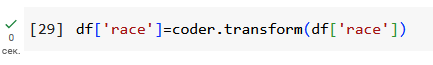 [29] df['race']=coder.transform(df['race'])
0
сек.